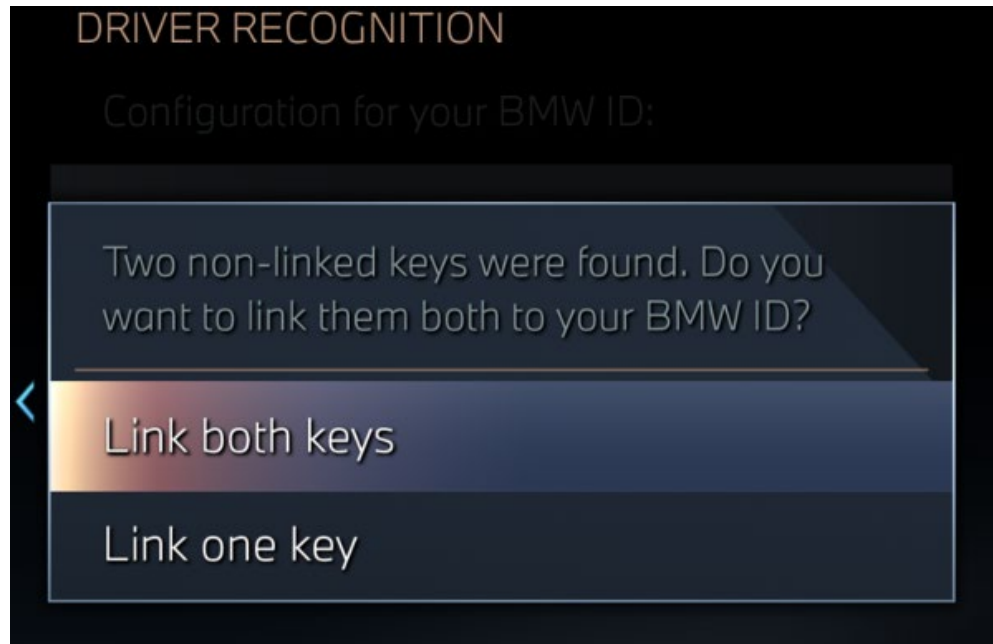 DRIVER RECOGNITION
Configuration for your BMW ID:
Two non-linked keys were found. Do you
want to link them both to your BMW ID?
Link both keys
Link one key